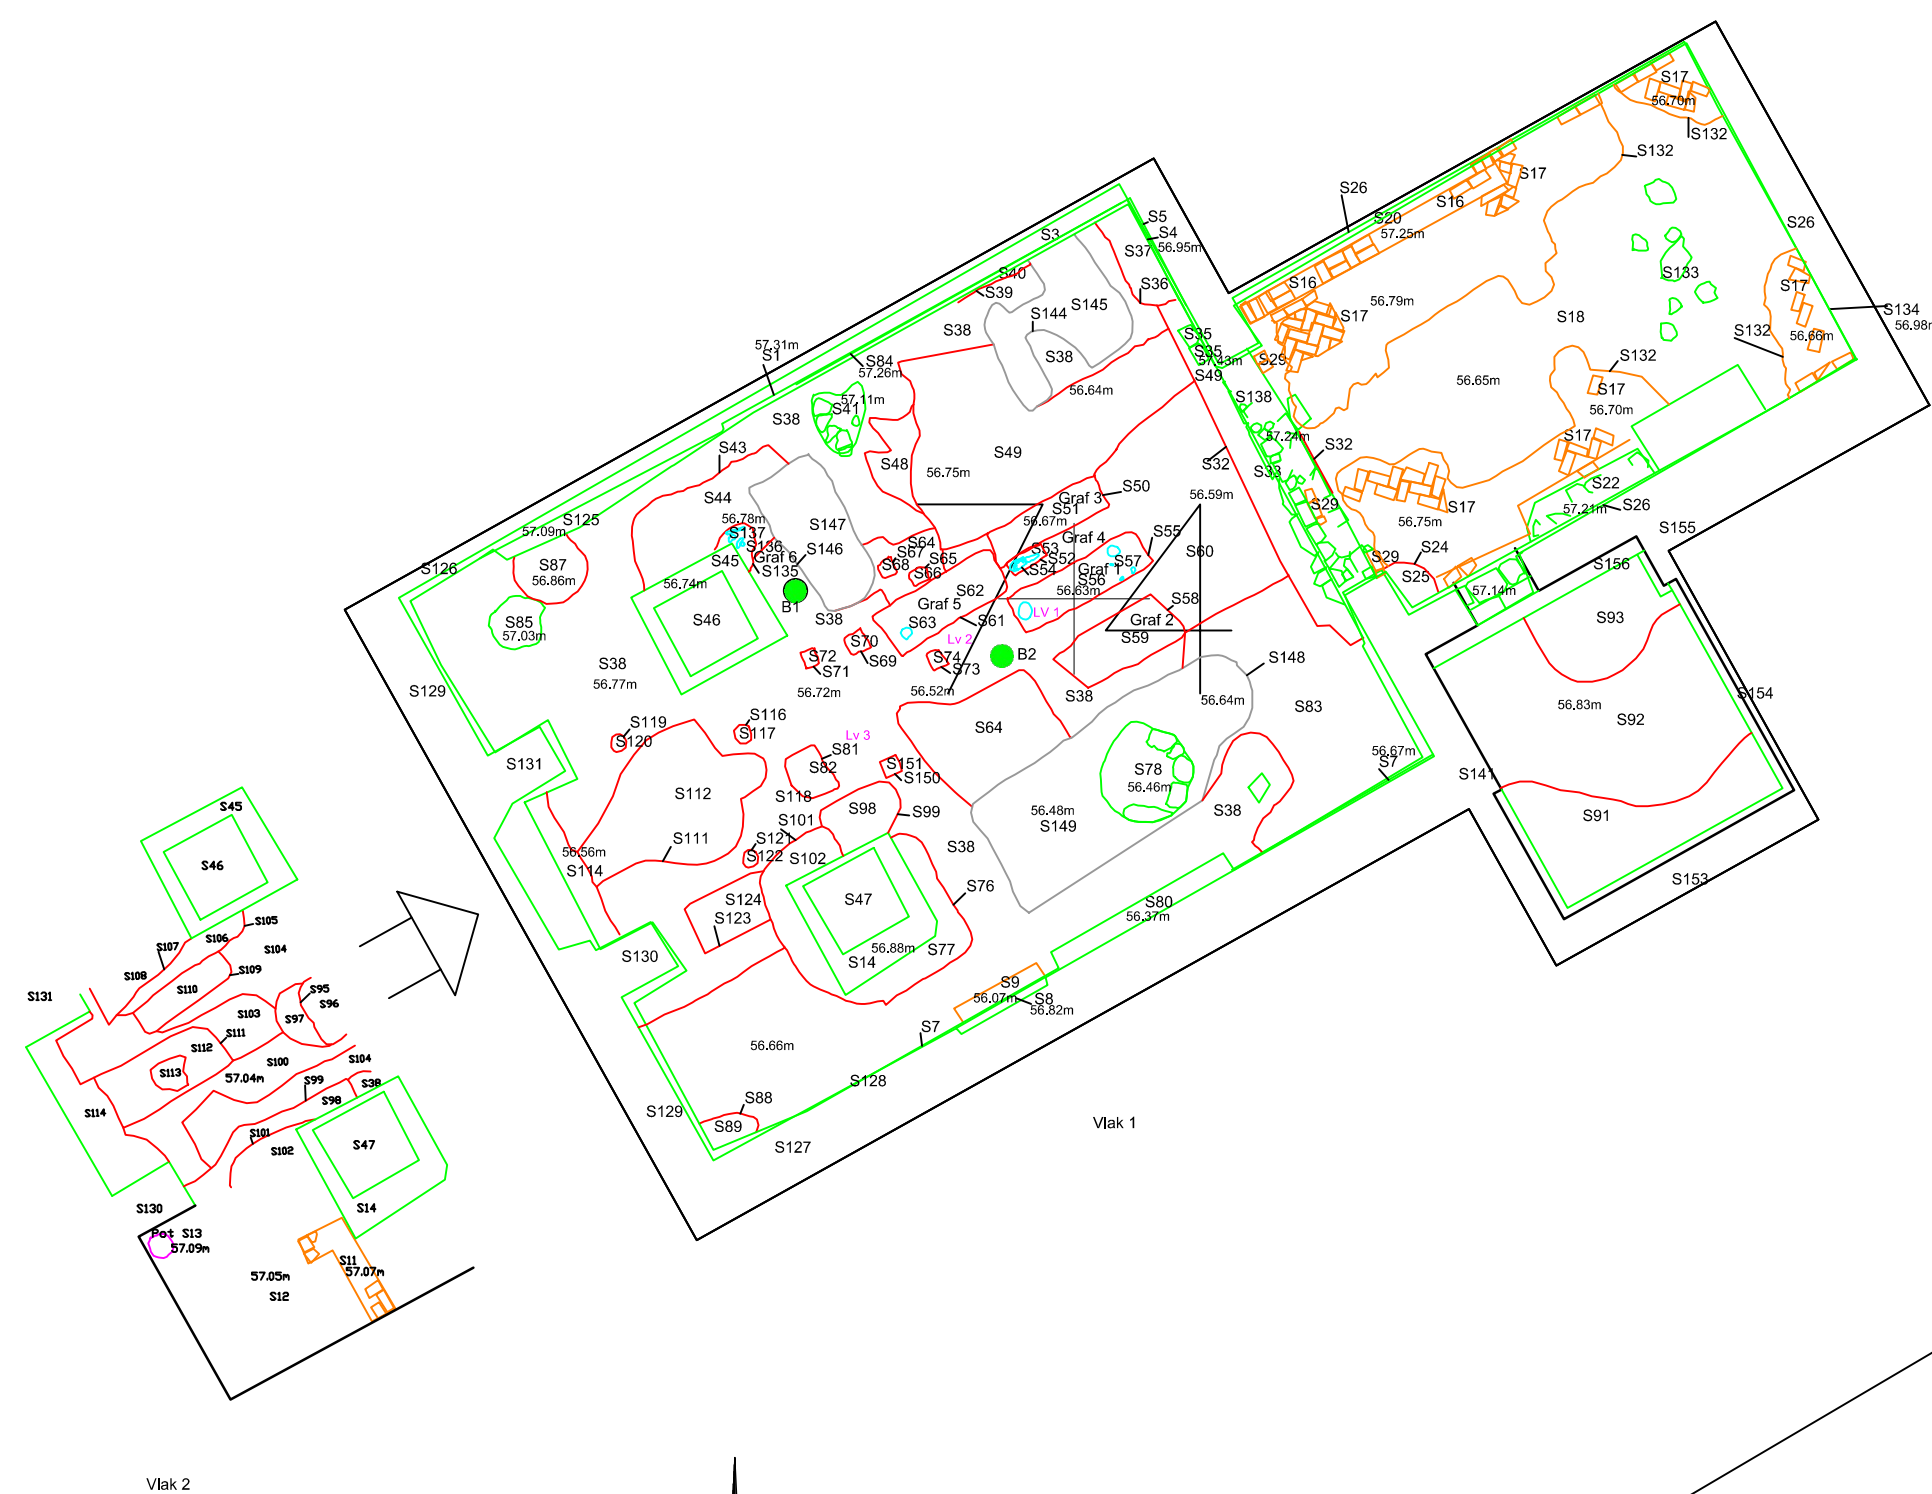 S17
56.70m
S132
S132
S17
S26
S16
S20
57.25m
S26
S5
S4
56.95m
S3
S37
S40
S39
S36
S145
S144
S38
S38
S16
S17
56.79m
S133
S17
S134
56.98m
S18
S132
56.66m
57.31m
S1
S84
57.26m
S35
S35
57.43m
S49
S29
S132
S17
56.70m
56.65m
56.64m
57.11m
S41
S38
S138
57.24m
S32
S17
S43
S49
S48
56.75m
S32
S33
S22
S26
57.21m
S44
Graf 3
S50
S51
56.59m
S29
S17
56.75m
S125
57.09m
56.78m
S137
S136
S147
56.67m
Graf 4
S55
S155
S126
S87
56.86m
S45
Graf 6
S135
S146
S64
S67
S68
S65
S66
S53
S52
S54
Graf 1
S57
S56
56.63m
S60
S29
S24
S25
S156
56.74m
57.14m
S46
B1
S38
Graf 5
S62
S63
S61
LV 1
S58
Graf 2
S59
S93
S85
57.03m
S70
S69
Lv 2
S74
S73
B2
S72
S71
S38
56.77m
56.72m
56.52m
S38
S148
56.64m
S83
S154
S129
56.83m
S92
S119
S120
S116
S117
Lv 3
S64
S81
S82
S151
S150
S131
S78
56.46m
56.67m
S7
S141
S112
S118
S98
S99
S101
56.48m
S149
S38
S91
S45
S111
S121
S122
S102
S38
56.56m
S114
S46
S124
S123
S47
S76
S80
56.37m
S153
S105
S106
S107
S104
S108
S109
S110
S130
56.88m
S14
S77
S131
S95
S96
S97
S103
S9
56.07m
S8
56.82m
S111
S112
S113
S100
57.04m
S104
S99
S98
S38
S7
56.66m
S128
S114
S101
S102
S47
S129
S88
S89
S127
Vlak 1
S130
S14
Pot S13
57.09m
S11
57.07m
57.05m
S12
Vlak 2